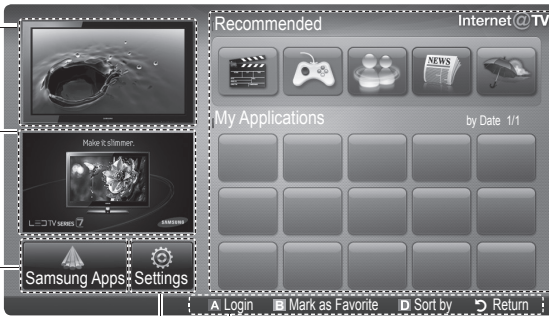 Recommended
Internet@TV
NEWS
My Applications
by Date 1/1
Make it slimmer.
LED TV SERIES 7
SAMSUNG
Samsung Apps
Settings
A Login
B Mark as Favorite
D Sort by
Return